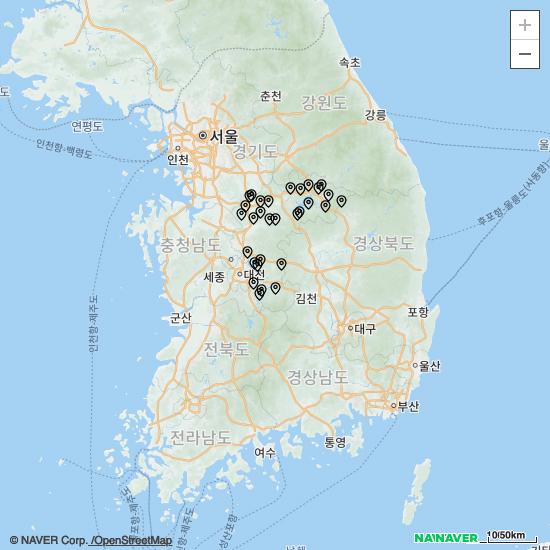 속초
춘천
강원도
강릉
연평도
서울
인천
인천항-백령도
경기도
울
후포항-울릉도(사동항)
충청남도
경상북도
세종
대전
김천
군산
포항
대구
전북도
울산
경상남도
부산
전라남도
통영
여수
인천항-제주도
© NAVER Corp. /OpenStreetMap
NAVER
10/50km